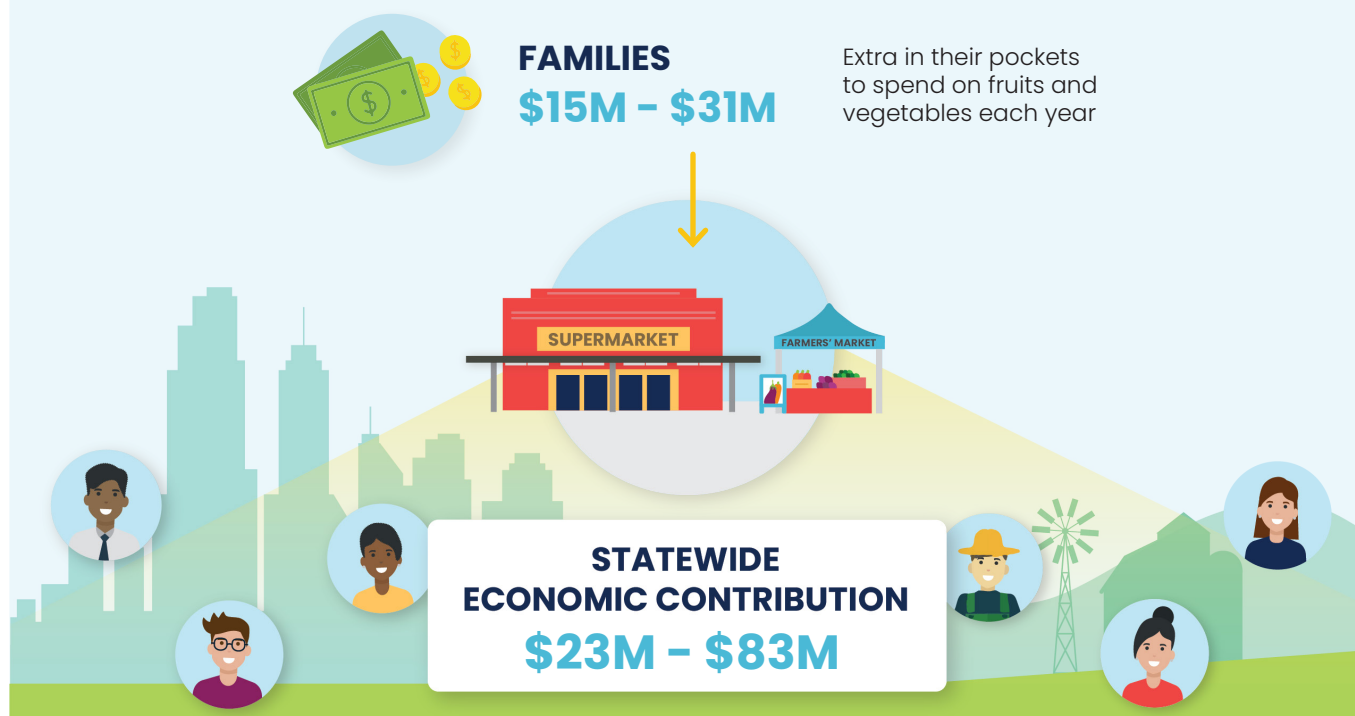 FAMILIES
$15M - $31M
Extra in their pockets
to spend on fruits and
vegetables each year
SUPERMARKET
FARMERS' MARKET
STATEWIDE
ECONOMIC CONTRIBUTION
$23M - $83M